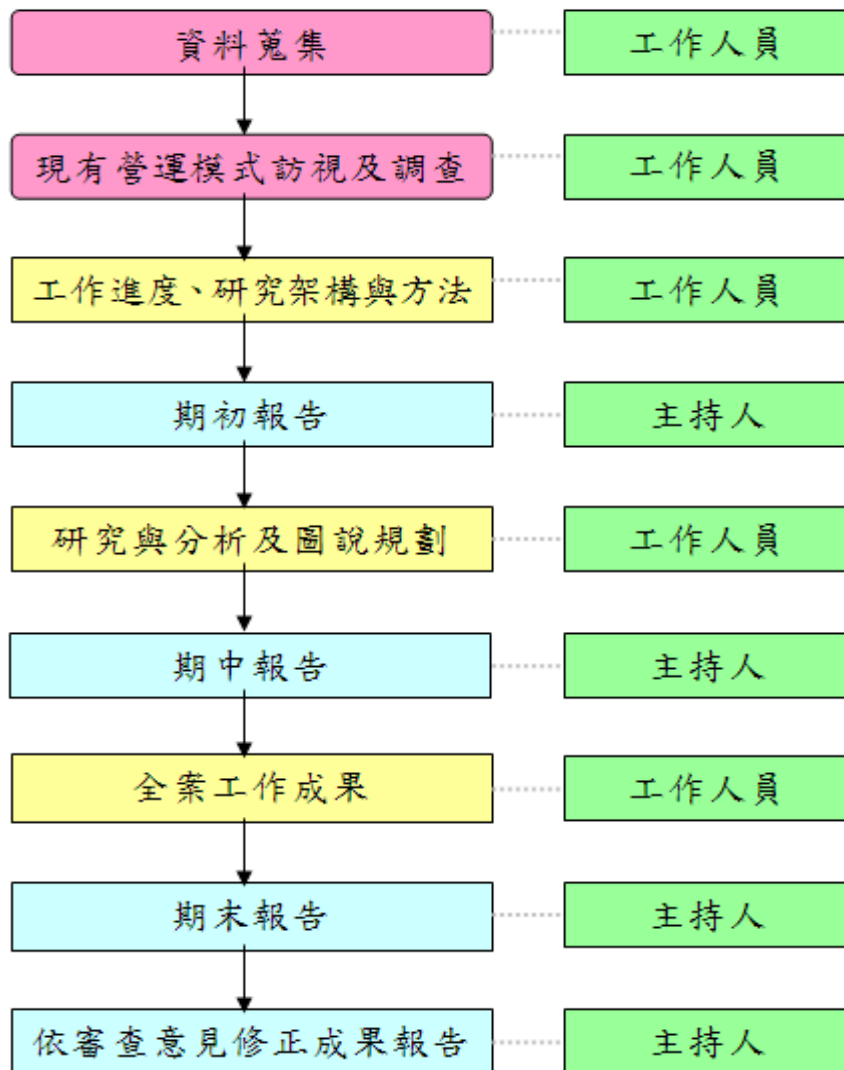 資料蒐集
工作人員
現有營運模式訪視及調查
工作人員
工作進度、研究架構與方法
工作人員
期初報告
主持人
研究與分析及圖說規劃
工作人員
期中報告
主持人
全案工作成果
工作人員
期末報告
主持人
依審查意見修正成果報告
主持人